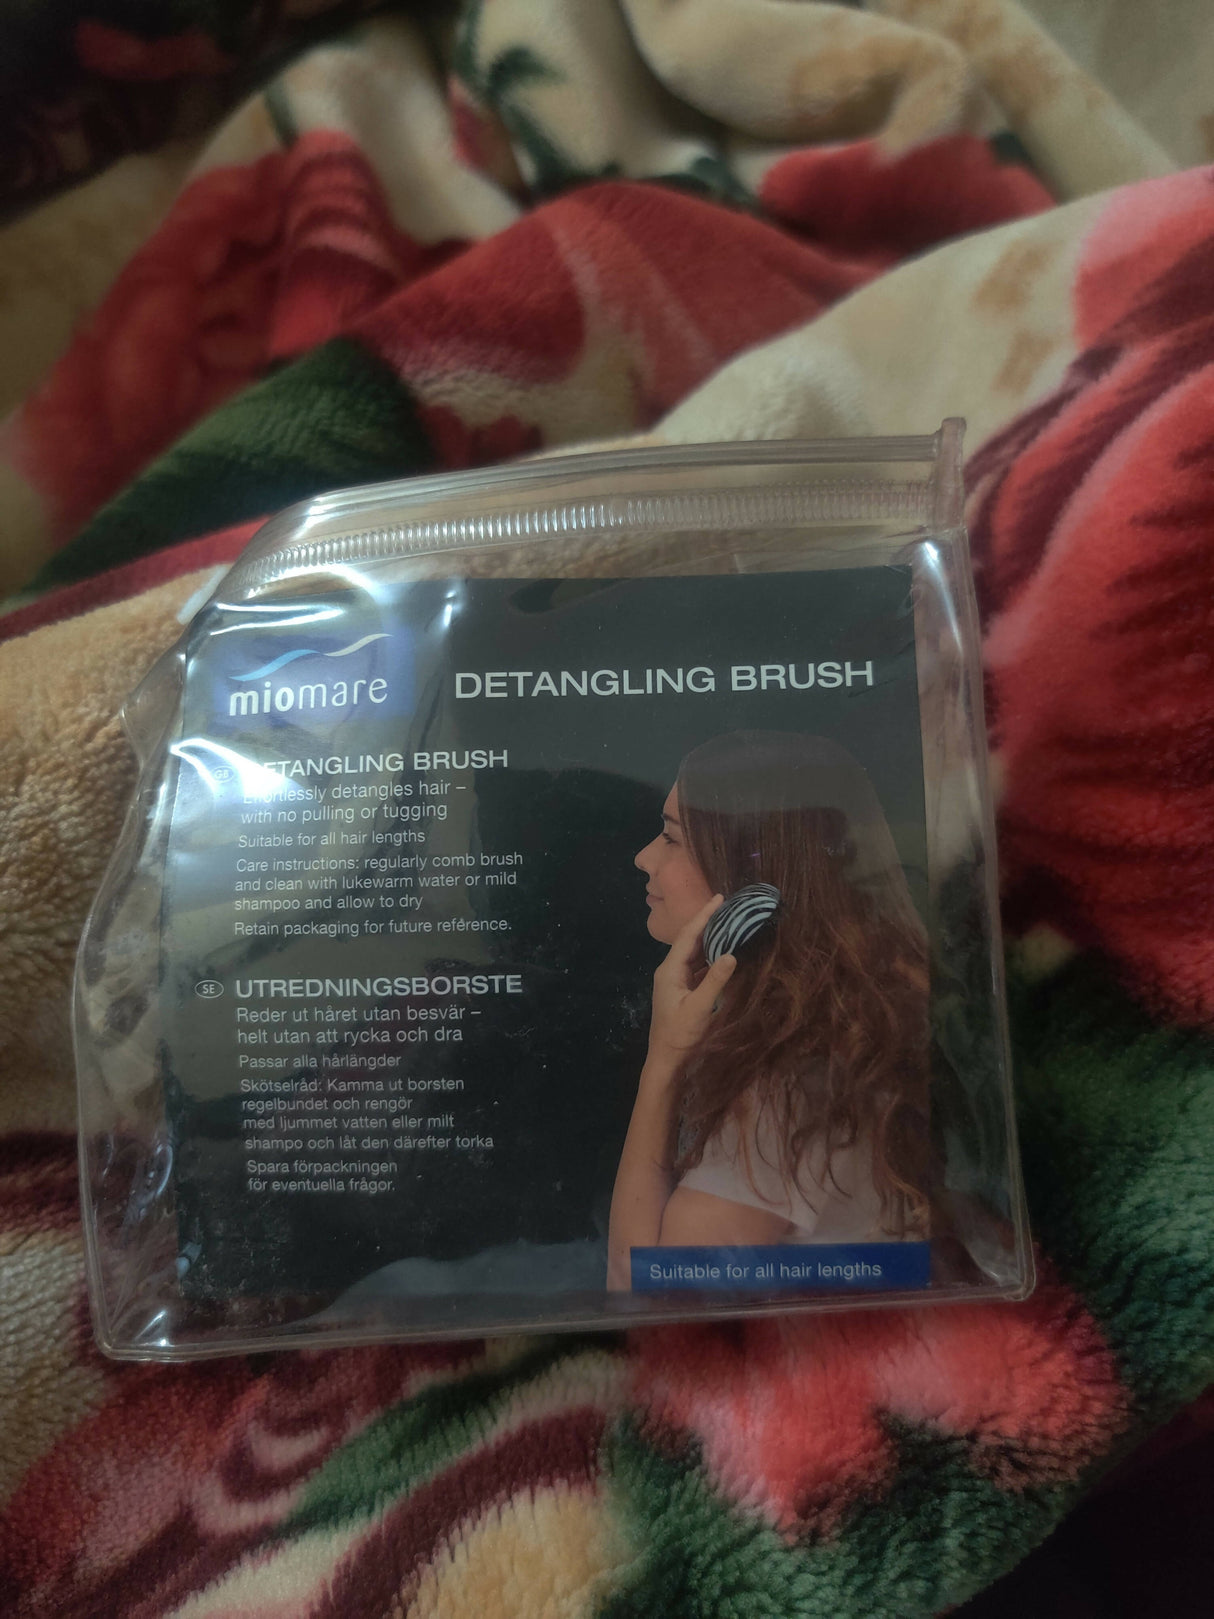 miomare
DETANGLING BRUSH
GB DETANGLING BRUSH
Effortlessly detangles hair –
with no pulling or tugging
Suitable for all hair lengths
Care instructions: regularly comb brush
and clean with lukewarm water or mild
shampoo and allow to dry
Retain packaging for future reference.
SE UTREDNINGSBORSTE
Reder ut håret utan besvär –
helt utan att rycka och dra
Passar alla hårlängder
Skötselråd: Kamma ut borsten
regelbundet och rengör
med ljummet vatten eller milt
shampo och låt den därefter torka
Spara förpackningen
för eventuella frågor.
Suitable for all hair lengths